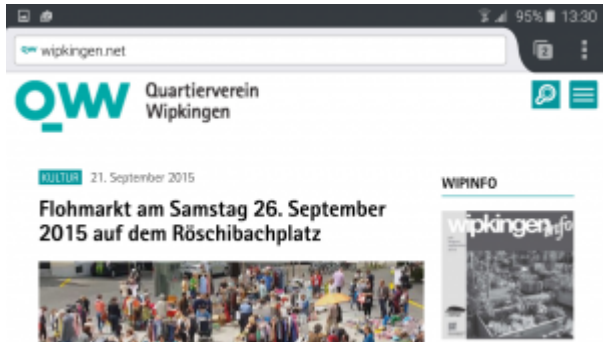 95% 13:30
wipkingen.net
2
QW Quartierverein
Wipkingen
KULTUR 21. September 2015
Flohmarkt am Samstag 26. September
2015 auf dem Röschibachplatz
WIPINFO
wipkingen info